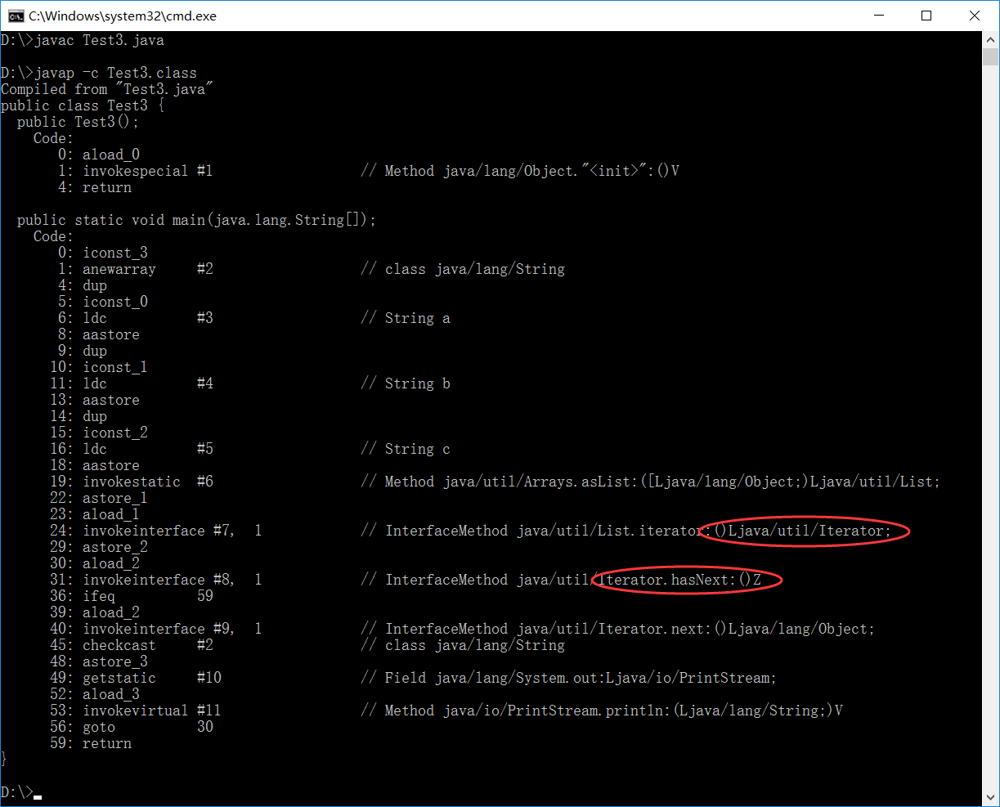 C:\Windows\system32\cmd.exe
D:\>javac Test3.java
D:\>javap -c Test3.class
Compiled from "Test3.java"
public class Test3 {
  public Test3();
    Code:
       0: aload_0
       1: invokespecial #1                  // Method java/lang/Object."<init>":()V
       4: return
  public static void main(java.lang.String[]);
    Code:
       0: iconst_3
       1: anewarray     #2                  // class java/lang/String
       4: dup
       5: iconst_0
       6: ldc           #3                  // String a
       8: aastore
       9: dup
      10: iconst_1
      11: ldc           #4                  // String b
      13: aastore
      14: dup
      15: iconst_2
      16: ldc           #5                  // String c
      18: aastore
      19: invokestatic  #6                  // Method java/util/Arrays.asList:([Ljava/lang/Object;)Ljava/util/List;
      22: astore_1
      23: aload_1
      24: invokeinterface #7,  1            // InterfaceMethod java/util/List.iterator:()Ljava/util/Iterator;
      29: astore_2
      30: aload_2
      31: invokeinterface #8,  1            // InterfaceMethod java/util/Iterator.hasNext:()Z
      36: ifeq          59
      39: aload_2
      40: invokeinterface #9,  1            // InterfaceMethod java/util/Iterator.next:()Ljava/lang/Object;
      45: checkcast     #2                  // class java/lang/String
      48: astore_3
      49: getstatic     #10                 // Field java/lang/System.out:Ljava/io/PrintStream;
      52: aload_3
      53: invokevirtual #11                 // Method java/io/PrintStream.println:(Ljava/lang/String;)V
      56: goto          30
      59: return
}
D:\>